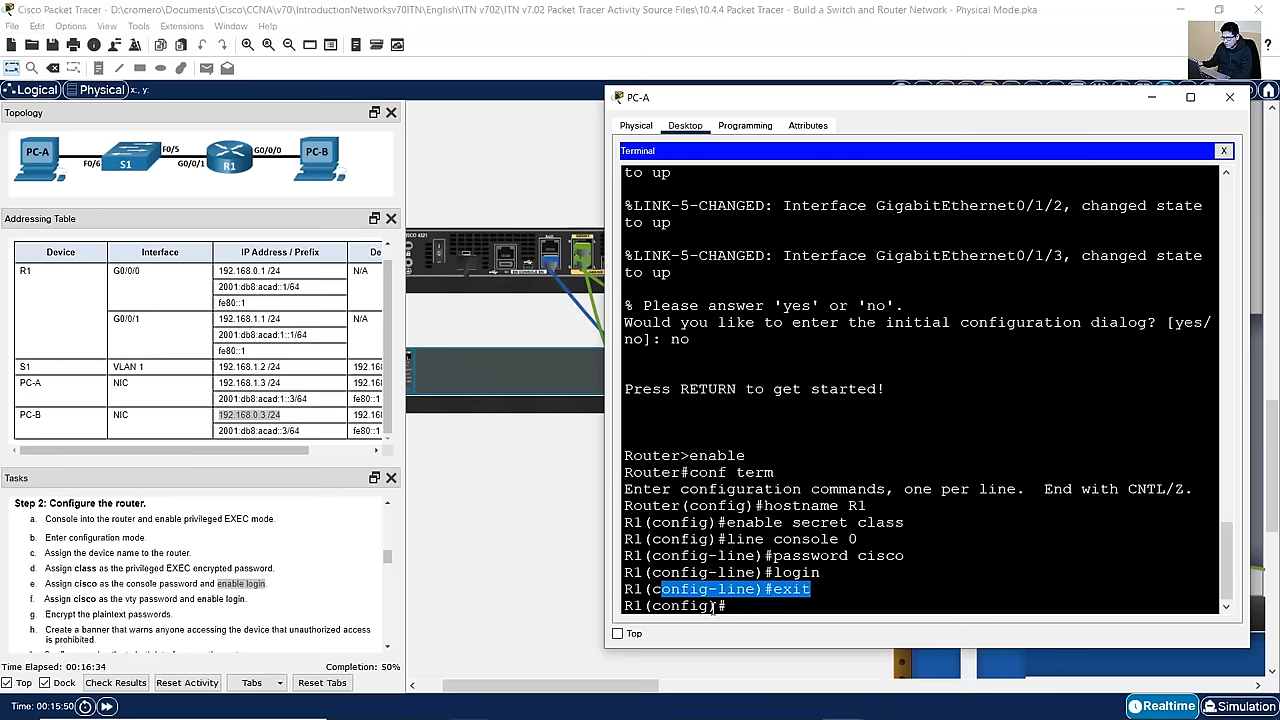 Cisco Packet Tracer - D:\cromero\Documents\Cisco\CCNA\v70\IntroductionNetworksv70ITN\English\ITN v702\ITN v7.02 Packet Tracer Activity Source Files\10.4.4 Packet Tracer - Build a Switch and Router Network - Physical Mode.pka
File Edit Options View Tools Extensions Window Help
Logical Physical x: y:
Topology
PC-A F0/6 S1 F0/5 G0/0/1 R1 G0/0/0 PC-B
Addressing Table
Device Interface IP Address / Prefix De
R1 G0/0/0 192.168.0.1 /24 N/A
2001:db8:acad::1/64
fe80::1
G0/0/1 192.168.1.1 /24 N/A
2001:db8:acad:1::1/64
fe80::1
S1 VLAN 1 192.168.1.2 /24 192.16
PC-A NIC 192.168.1.3 /24 192.16
2001:db8:acad:1::3/64 fe80::1
PC-B NIC 192.168.0.3 /24 192.16
2001:db8:acad::3/64 fe80::1
Tasks
Step 2: Configure the router.
a. Console into the router and enable privileged EXEC mode.
b. Enter configuration mode.
c. Assign the device name to the router.
d. Assign class as the privileged EXEC encrypted password.
e. Assign cisco as the console password and enable login.
f. Assign cisco as the vty password and enable login.
g. Encrypt the plaintext passwords.
h. Create a banner that warns anyone accessing the device that unauthorized access
is prohibited.
Time Elapsed: 00:16:34 Completion: 50%
Top Dock Check Results Reset Activity Tabs Reset Tabs
Time: 00:15:50
Realtime Simulation
CISCO 4321
PC-A
Physical Desktop Programming Attributes
Terminal X
to up
%LINK-5-CHANGED: Interface GigabitEthernet0/1/2, changed state
to up
%LINK-5-CHANGED: Interface GigabitEthernet0/1/3, changed state
to up
% Please answer 'yes' or 'no'.
Would you like to enter the initial configuration dialog? [yes/
no]: no
Press RETURN to get started!
Router>enable
Router#conf term
Enter configuration commands, one per line.  End with CNTL/Z.
Router(config)#hostname R1
R1(config)#enable secret class
R1(config)#line console 0
R1(config-line)#password cisco
R1(config-line)#login
R1(config-line)#exit
R1(config)#
Top